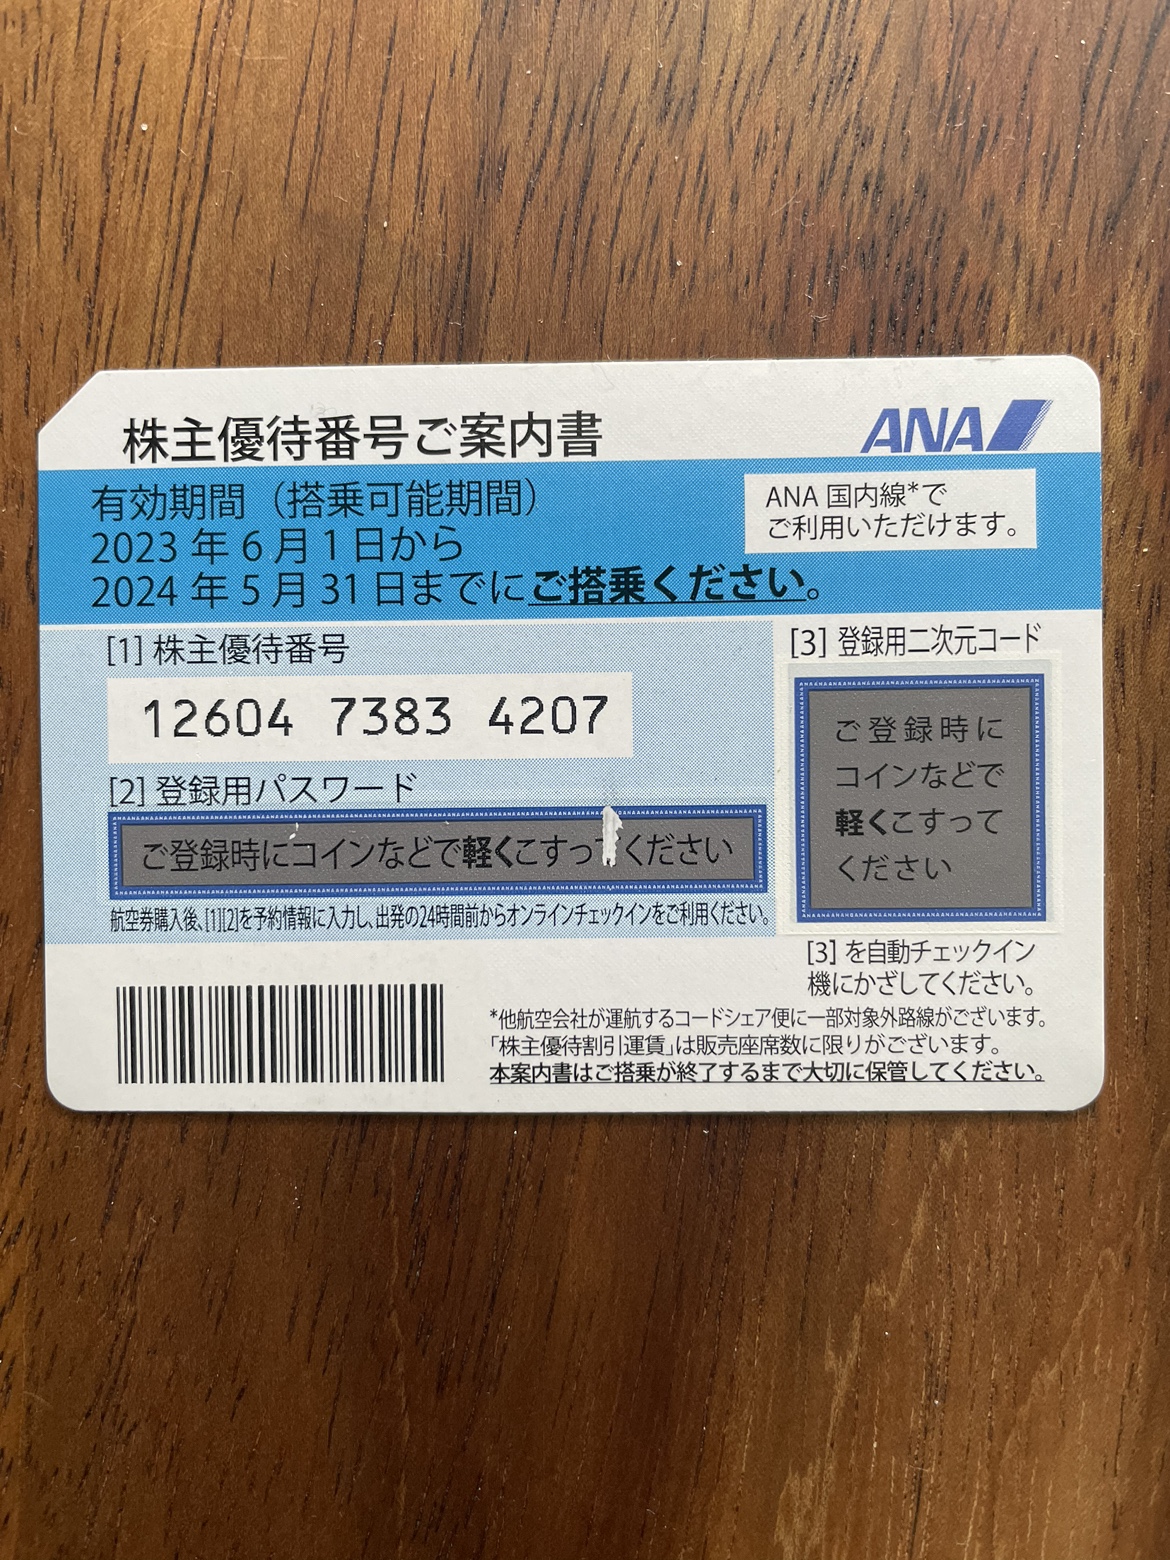 株主優待番号ご案内書
ANA
有効期間（搭乗可能期間）
2023 年 6 月 1 日から
2024 年 5 月 31 日までにご搭乗ください。
ANA 国内線*で
ご利用いただけます。
[1] 株主優待番号
12604 7383 4207
[2] 登録用パスワード
ご登録時にコインなどで軽くこすってください
航空券購入後、[1][2]を予約情報に入力し、出発の24時間前からオンラインチェックインをご利用ください。
[3] 登録用二次元コード
ご登録時に
コインなどで
軽くこすって
ください
[3] を自動チェックイン
機にかざしてください。
*他航空会社が運航するコードシェア便に一部対象外路線がございます。
「株主優待割引運賃」は販売座席数に限りがございます。
本案内書はご搭乗が終了するまで大切に保管してください。